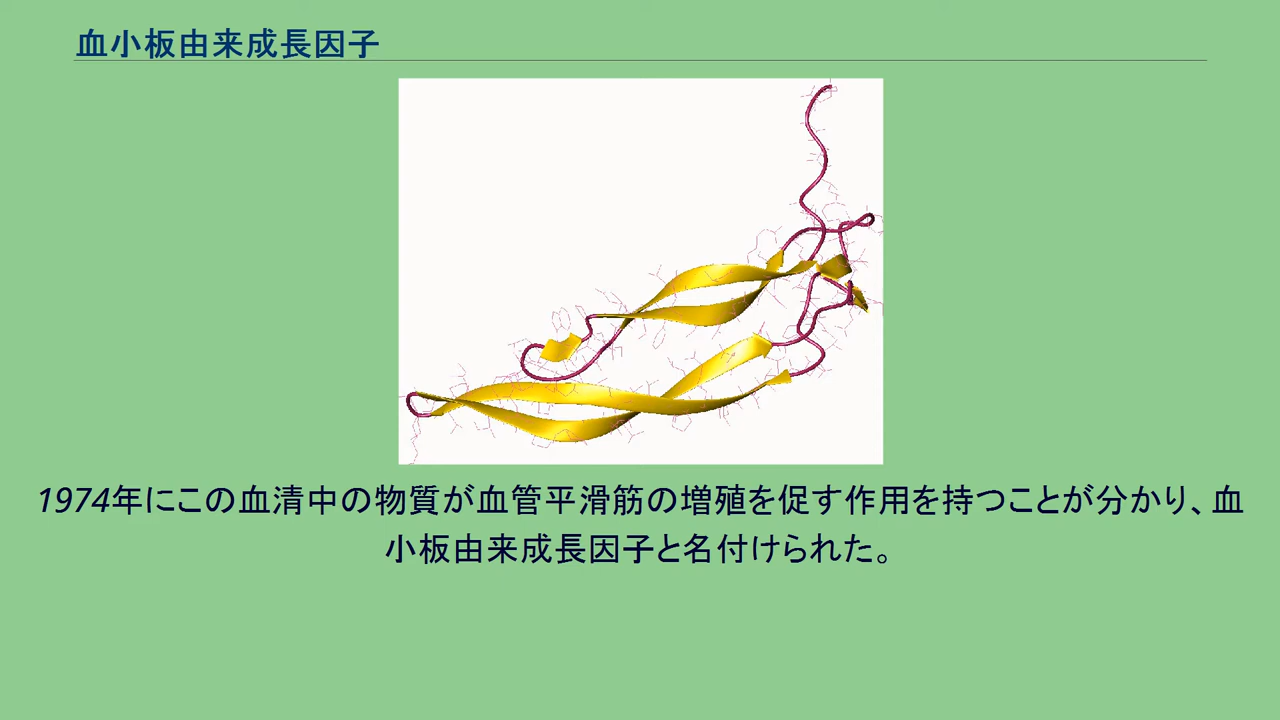 血小板由来成長因子
1974年にこの血清中の物質が血管平滑筋の増殖を促す作用を持つことが分かり、血
小板由来成長因子と名付けられた。